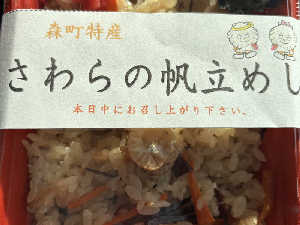 森町特産
さわらの帆立めし
本日中にお召し上がり下さい。